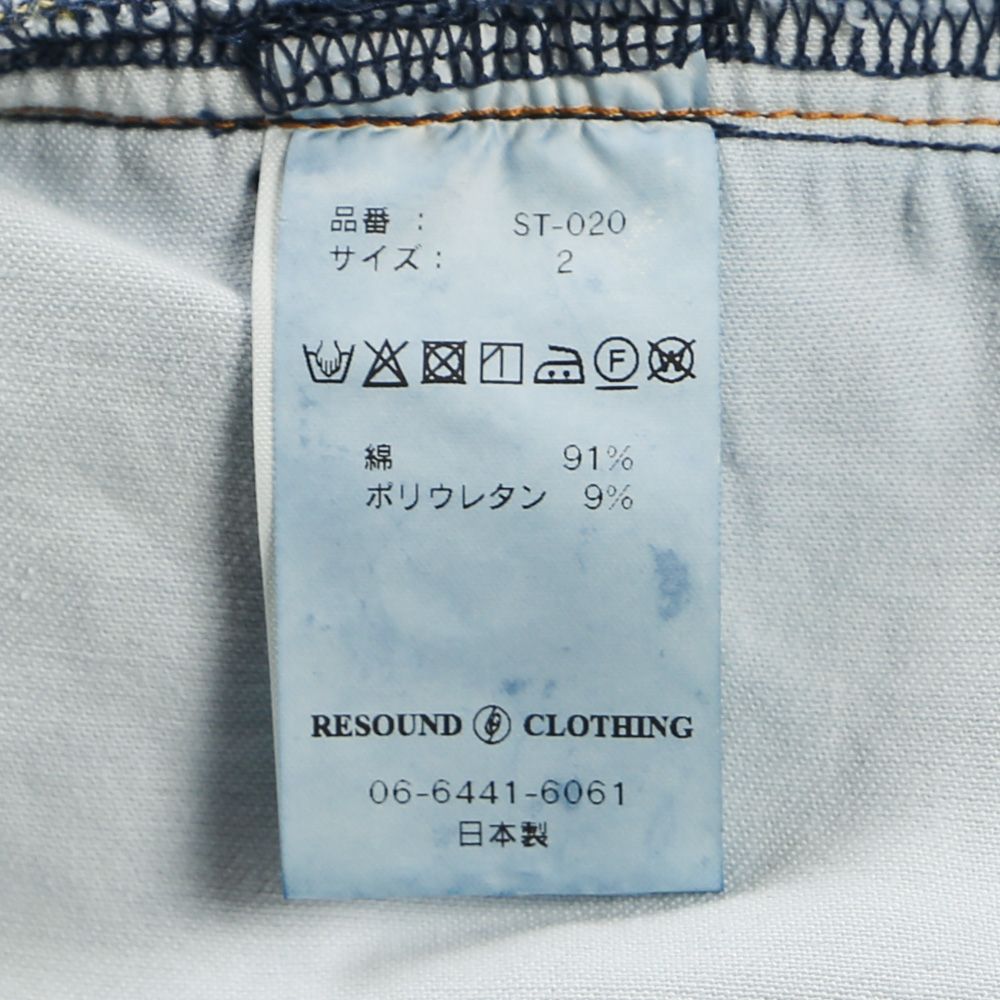 品番 : ST-020
サイズ : 2
F W
綿 91%
ポリウレタン 9%
RESOUND CLOTHING
06-6441-6061
日本製